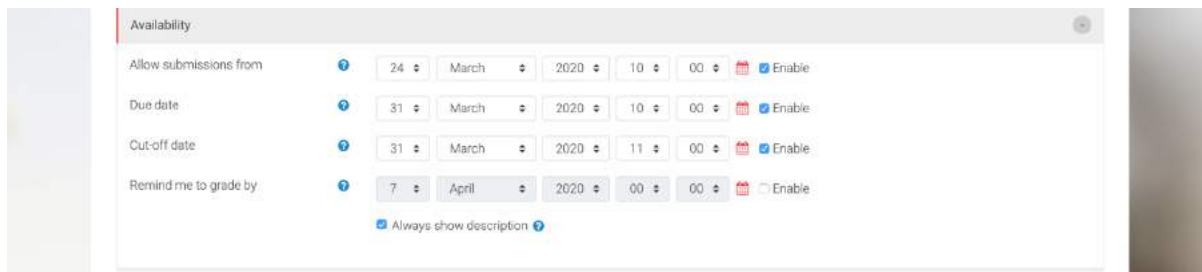 Availability
Allow submissions from 24 March 2020 10 00 Enable
Due date 31 March 2020 10 00 Enable
Cut-off date 31 March 2020 11 00 Enable
Remind me to grade by 7 April 2020 00 00 Enable
Always show description